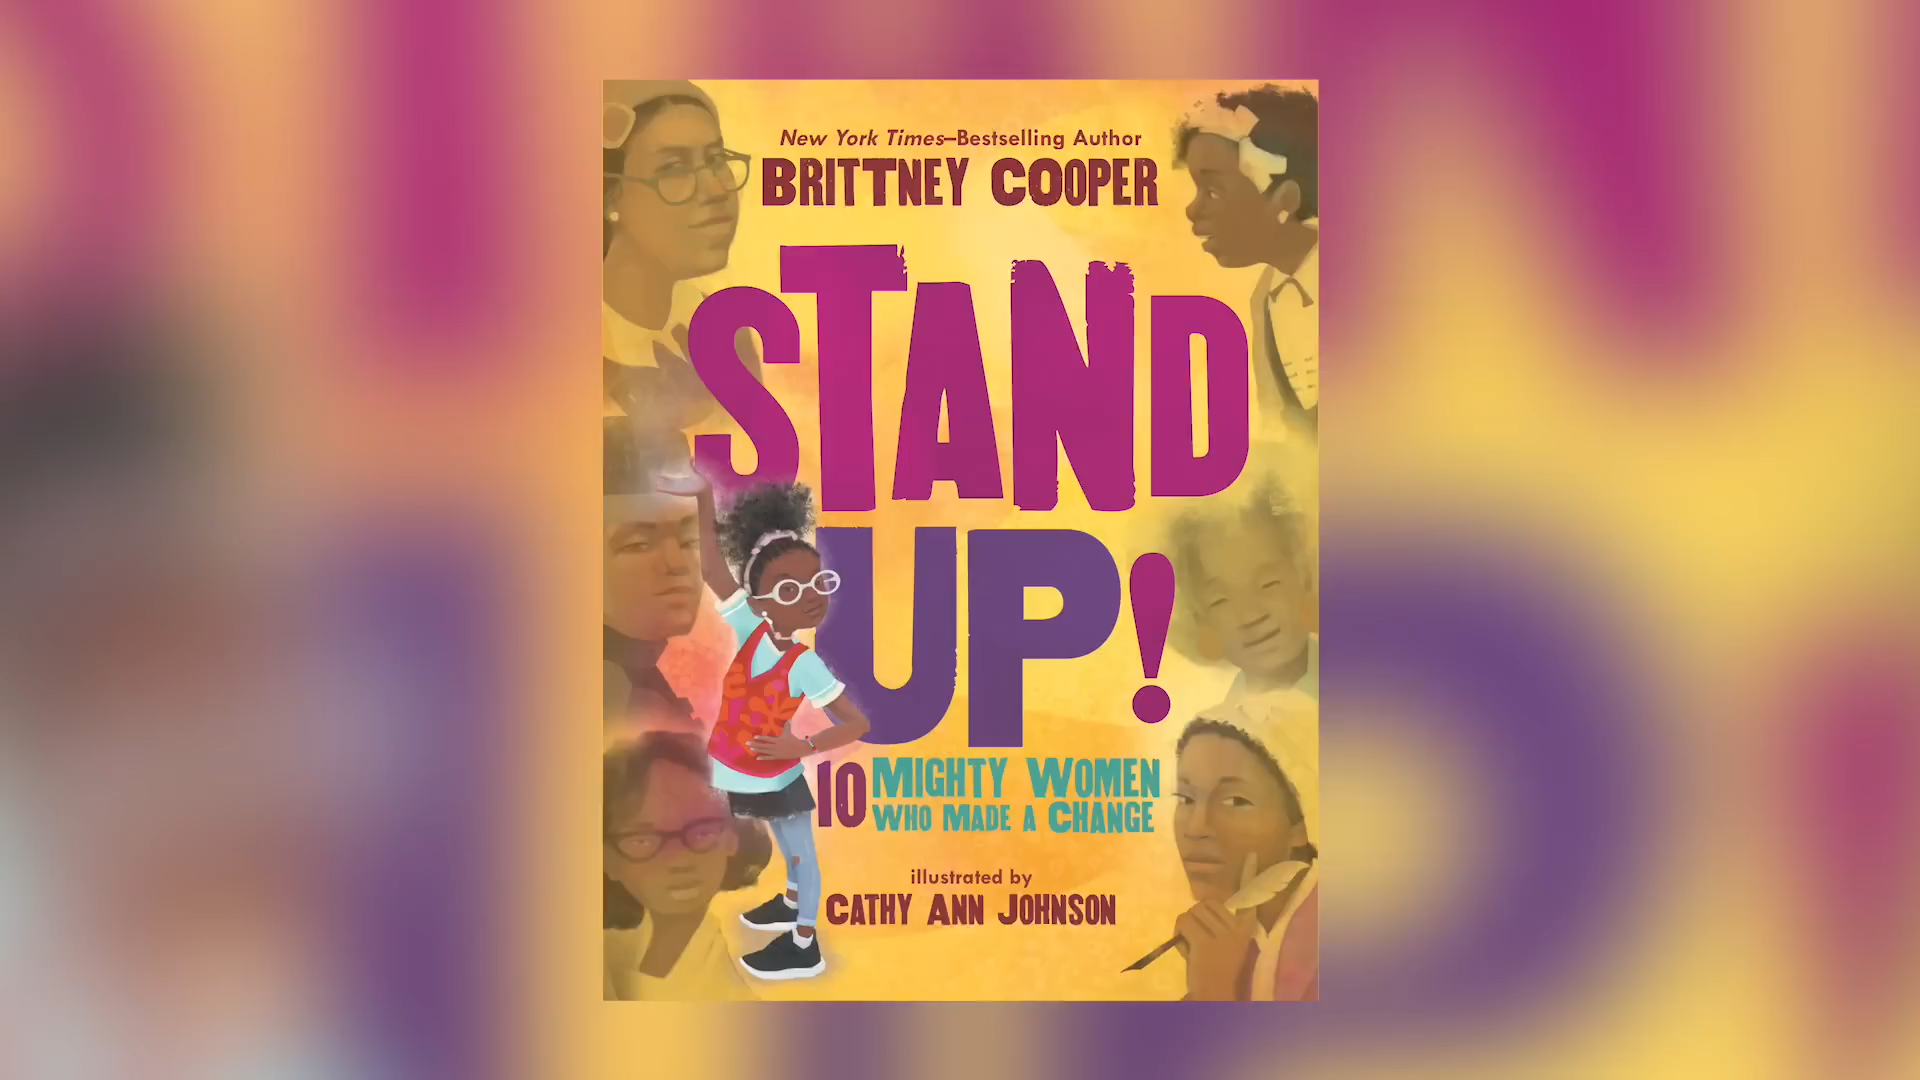 New York Times–Bestselling Author
BRITTNEY COOPER
STAND
UP!
10 MIGHTY WOMEN
WHO MADE A CHANGE
illustrated by
CATHY ANN JOHNSON